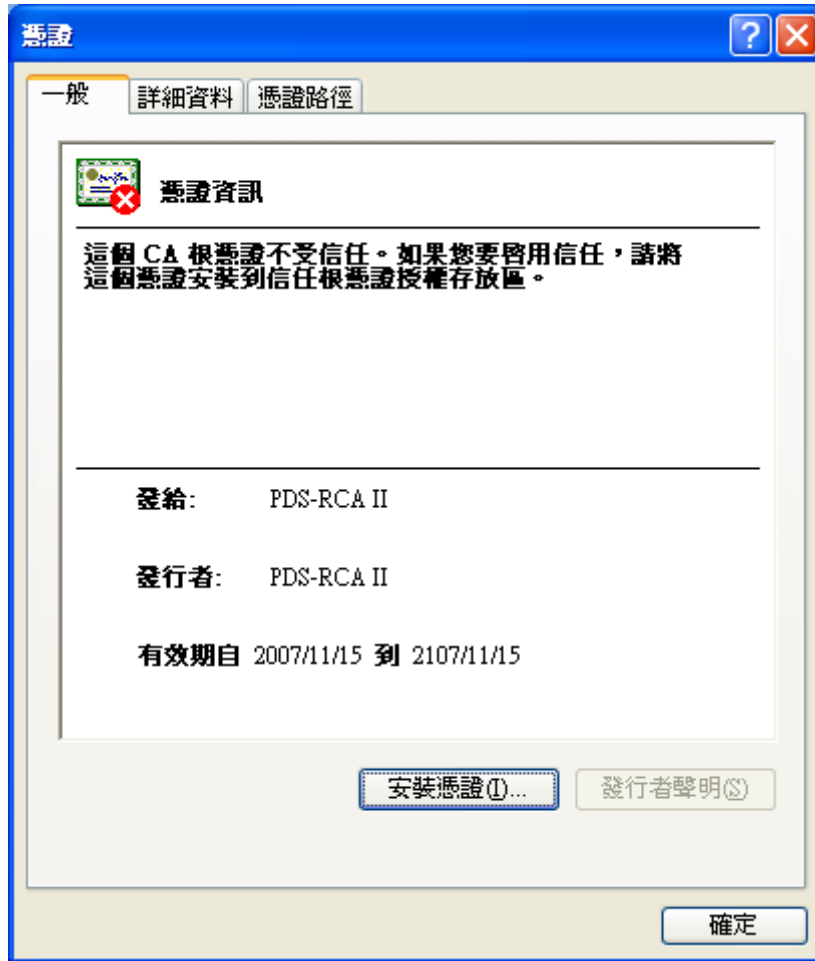 憑證
一般 詳細資料 憑證路徑
憑證資訊
這個 CA 根憑證不受信任。如果您要啓用信任，請將
這個憑證安裝到信任根憑證授權存放區。
發給: PDS-RCA II
發行者: PDS-RCA II
有效期自 2007/11/15 到 2107/11/15
安裝憑證(I)... 發行者聲明(S)
確定